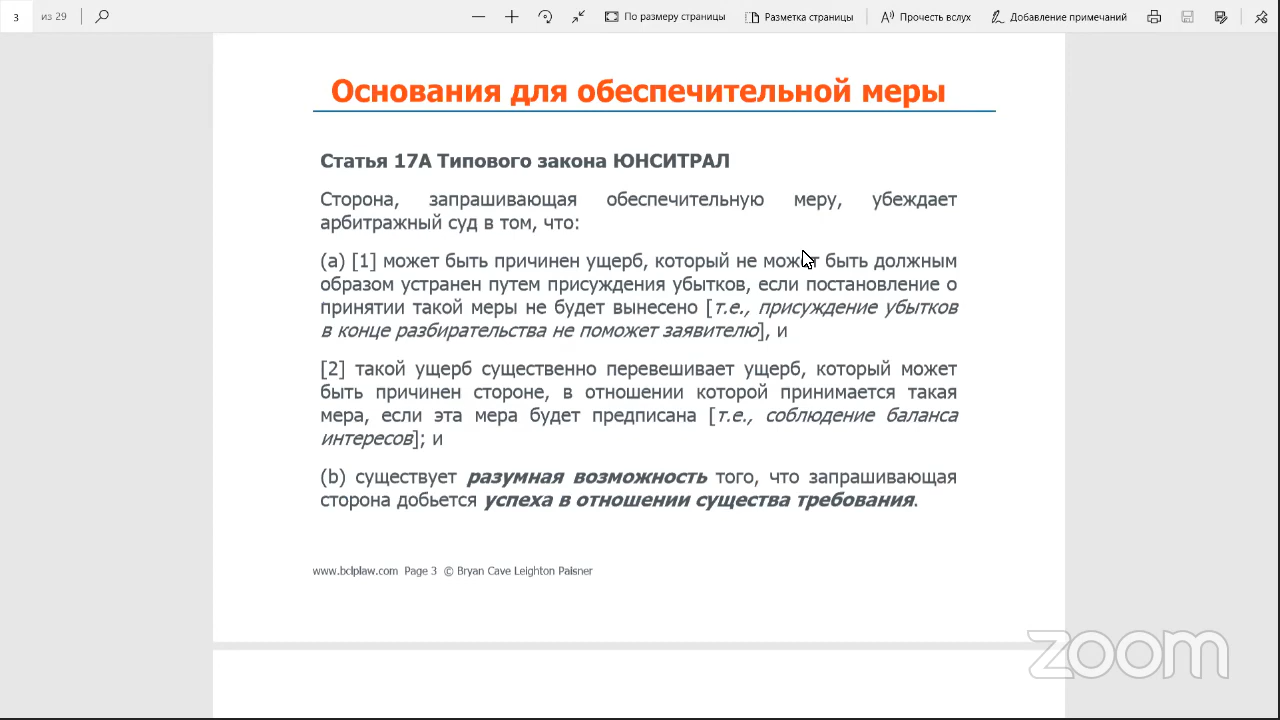 3 из 29 По размеру страницы Разметка страницы Прочесть вслух Добавление примечаний
Основания для обеспечительной меры
Статья 17A Типового закона ЮНСИТРАЛ
Сторона, запрашивающая обеспечительную меру, убеждает
арбитражный суд в том, что:
(a) [1] может быть причинен ущерб, который не может быть должным
образом устранен путем присуждения убытков, если постановление о
принятии такой меры не будет вынесено [т.е., присуждение убытков
в конце разбирательства не поможет заявителю], и
[2] такой ущерб существенно перевешивает ущерб, который может
быть причинен стороне, в отношении которой принимается такая
мера, если эта мера будет предписана [т.е., соблюдение баланса
интересов]; и
(b) существует разумная возможность того, что запрашивающая
сторона добьется успеха в отношении существа требования.
www.bclplaw.com Page 3 © Bryan Cave Leighton Paisner
zoom